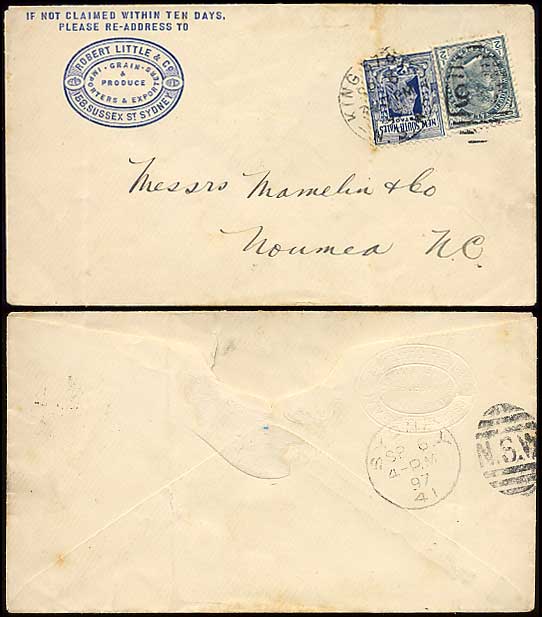 IF NOT CLAIMED WITHIN TEN DAYS,
PLEASE RE-ADDRESS TO
ROBERT LITTLE & Co
GRAIN
&
PRODUCE
IMPORTERS & EXPORTERS
SUSSEX ST SYDNEY
KING
NEW SOUTH WALES
Messrs Mamelin & Co
Noumea N.C.
4-PM
97
41
N.S.W